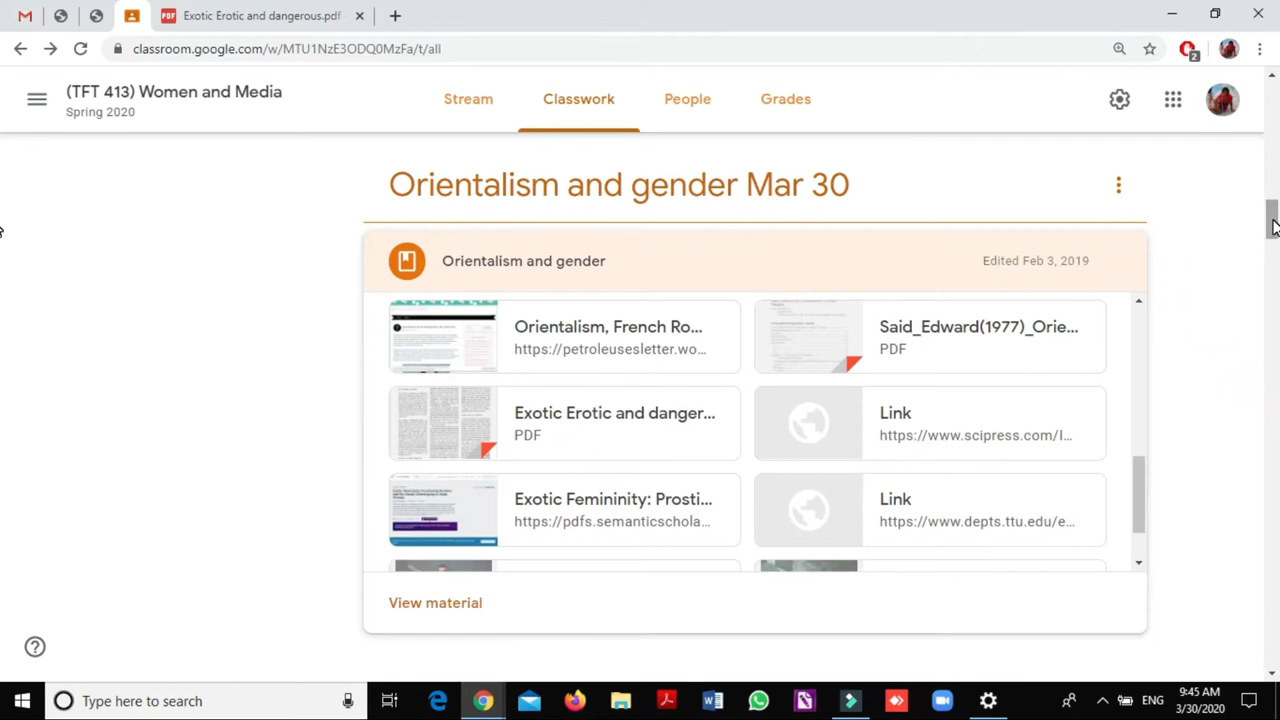 Exotic Erotic and dangerous.pdf
classroom.google.com/w/MTU1NzE3ODQ0MzFa/t/all
2
(TFT 413) Women and Media
Spring 2020
Stream
Classwork
People
Grades
Orientalism and gender Mar 30
Orientalism and gender
Edited Feb 3, 2019
Orientalism, French Ro...
https://petroleusesletter.wo...
Said_Edward(1977)_Orie...
PDF
Exotic Erotic and danger...
PDF
Link
https://www.scipress.com/I...
Exotic Femininity: Prosti...
https://pdfs.semanticschola...
Link
https://www.depts.ttu.edu/e...
View material
Type here to search
ENG
9:45 AM
3/30/2020